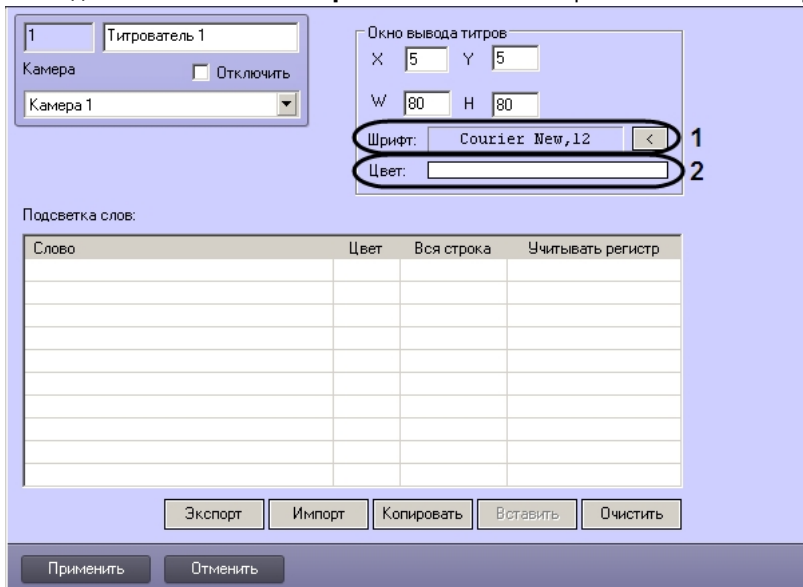 1 Титрователь 1
Камера Отключить
Камера 1
Окно вывода титров
X 5 Y 5
W 80 H 80
Шрифт: Courier New,12 < 1
Цвет: 2
Подсветка слов:
Слово Цвет Вся строка Учитывать регистр
Экспорт Импорт Копировать Вставить Очистить
Применить Отменить